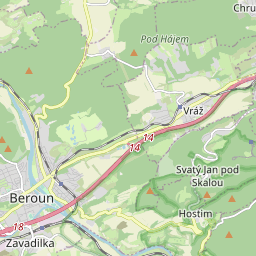 Chru
Pod Hájem
Vráž
14
14
Svatý Jan pod
Skalou
Beroun
Hostim
18
Zavadilka